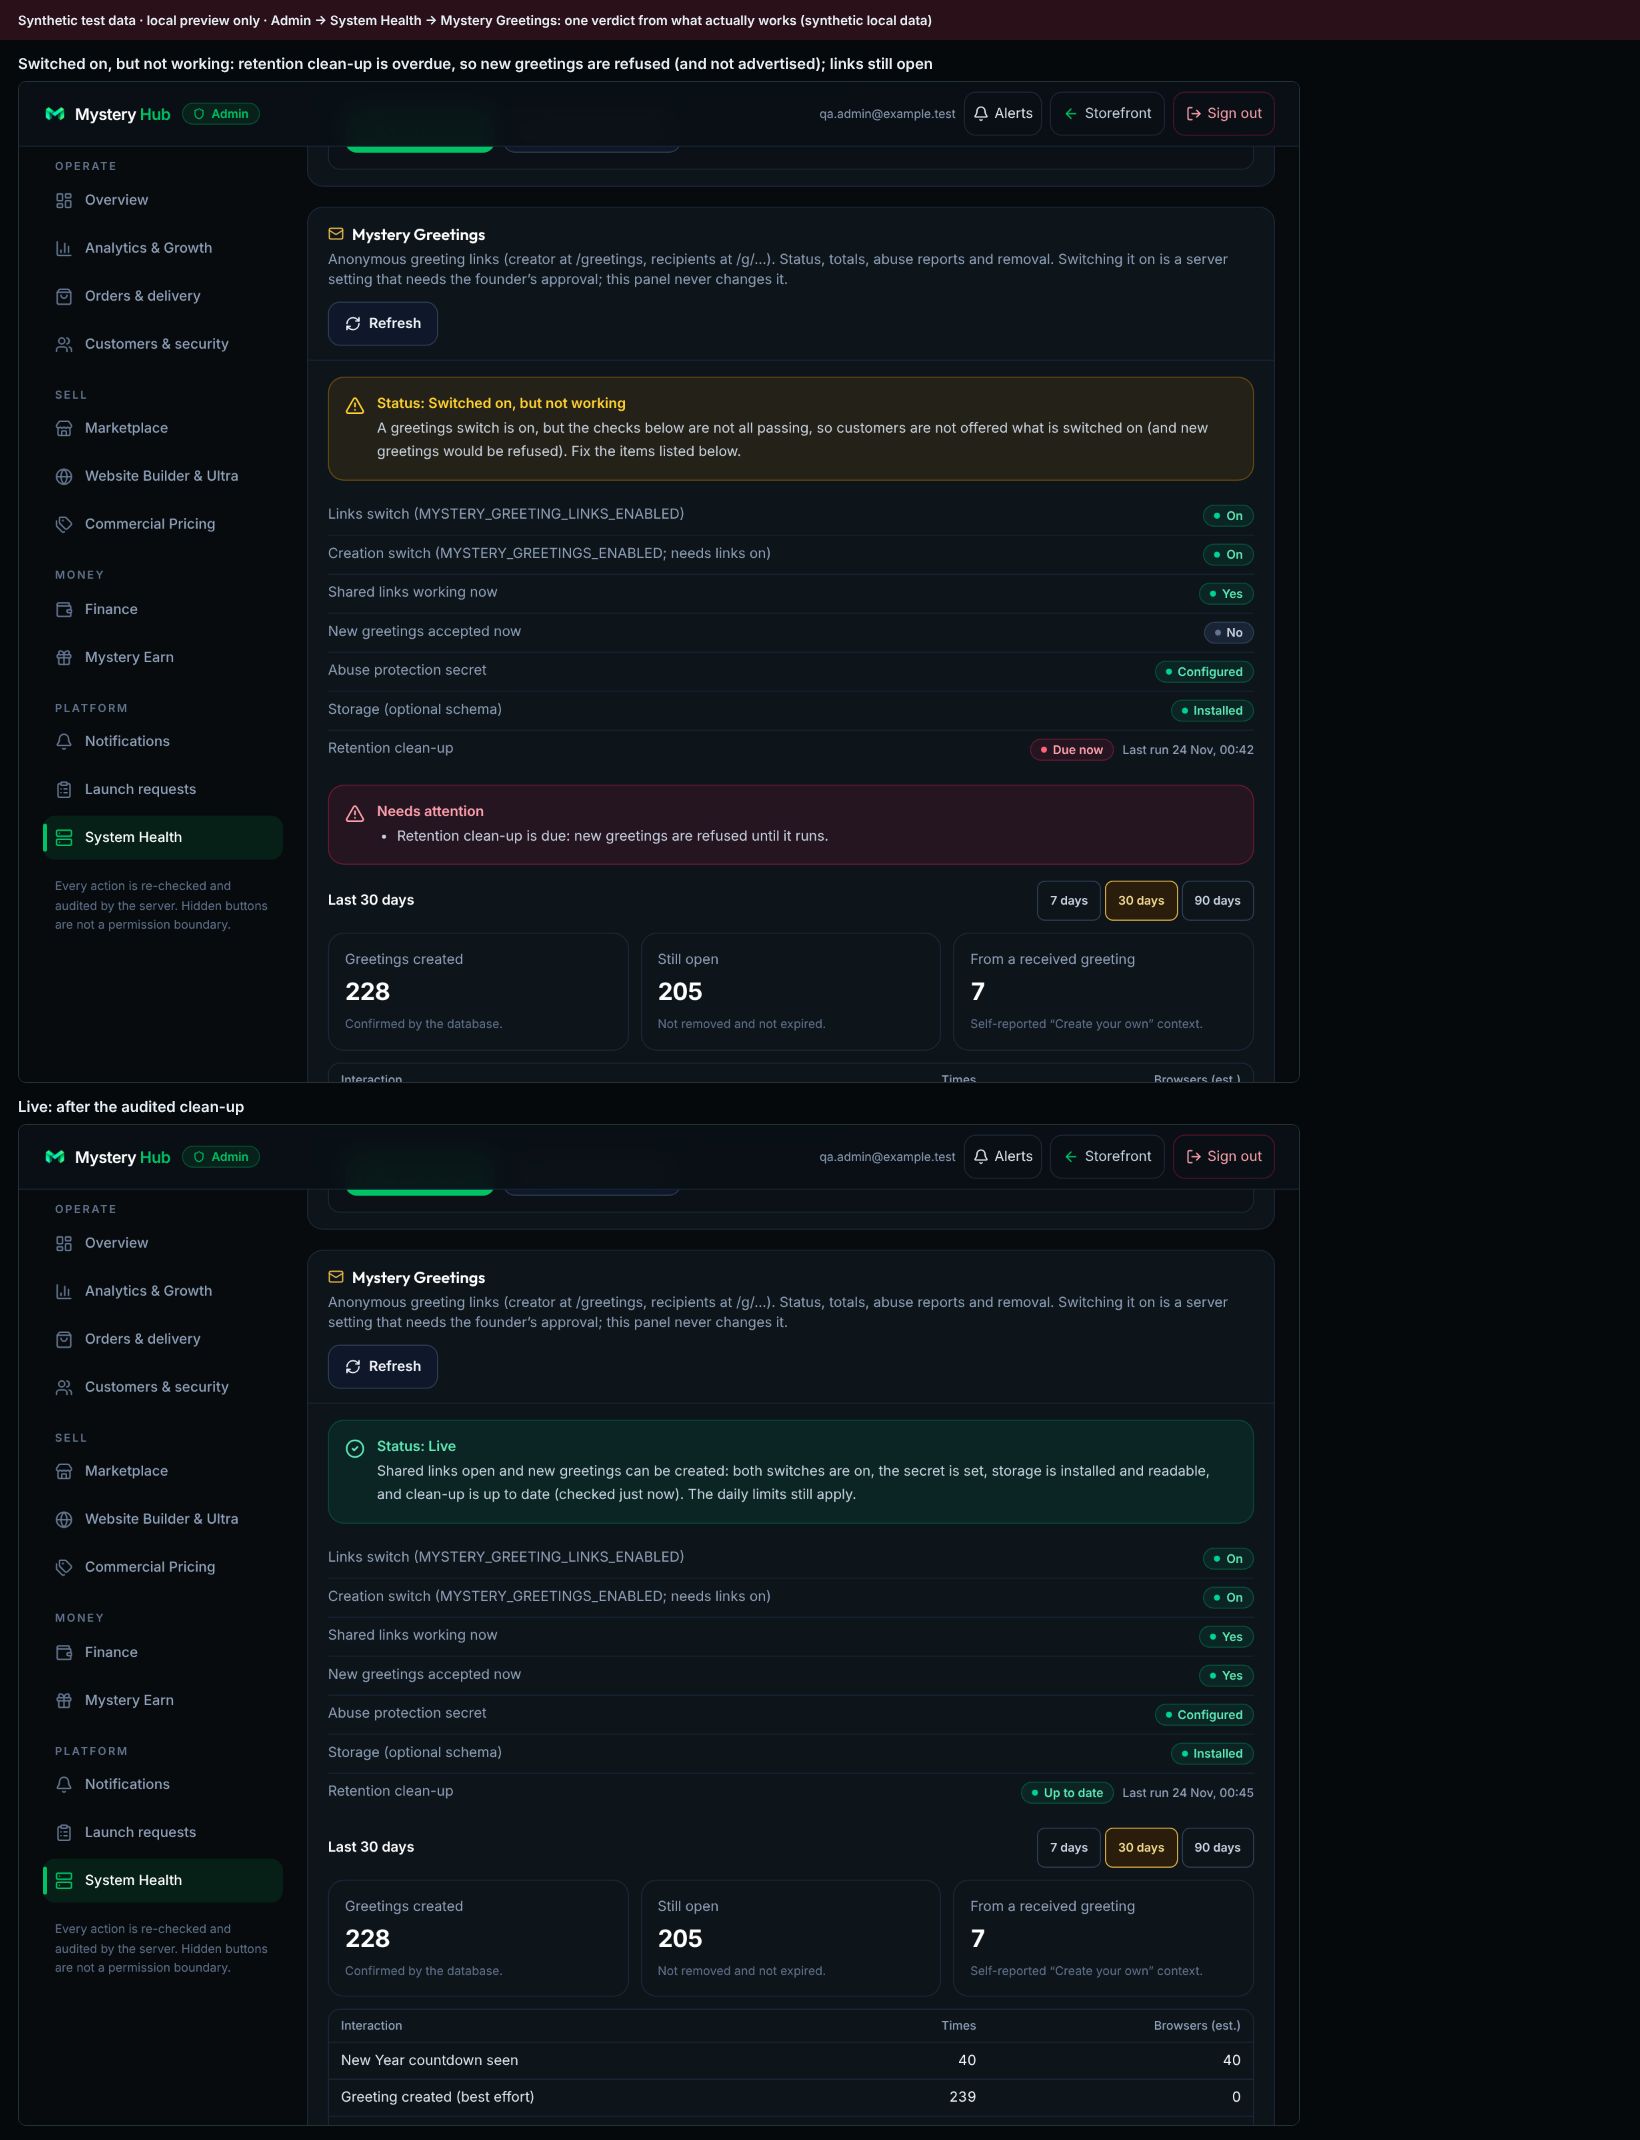 Synthetic test data · local preview only · Admin → System Health → Mystery Greetings: one verdict from what actually works (synthetic local data)
Switched on, but not working: retention clean-up is overdue, so new greetings are refused (and not advertised); links still open
Mystery Hub
Admin
qa.admin@example.test
Alerts
Storefront
Sign out
OPERATE
Overview
Analytics & Growth
Orders & delivery
Customers & security
SELL
Marketplace
Website Builder & Ultra
Commercial Pricing
MONEY
Finance
Mystery Earn
PLATFORM
Notifications
Launch requests
System Health
Every action is re-checked and
audited by the server. Hidden buttons
are not a permission boundary.
Mystery Greetings
Anonymous greeting links (creator at /greetings, recipients at /g/…). Status, totals, abuse reports and removal. Switching it on is a server
setting that needs the founder’s approval; this panel never changes it.
Refresh
Status: Switched on, but not working
A greetings switch is on, but the checks below are not all passing, so customers are not offered what is switched on (and new
greetings would be refused). Fix the items listed below.
Links switch (MYSTERY_GREETING_LINKS_ENABLED) On
Creation switch (MYSTERY_GREETINGS_ENABLED; needs links on) On
Shared links working now Yes
New greetings accepted now No
Abuse protection secret Configured
Storage (optional schema) Installed
Retention clean-up Due now Last run 24 Nov, 00:42
Needs attention
• Retention clean-up is due: new greetings are refused until it runs.
Last 30 days 7 days 30 days 90 days
Greetings created
228
Confirmed by the database.
Still open
205
Not removed and not expired.
From a received greeting
7
Self-reported “Create your own” context.
Interaction Times Browsers (est.)
Live: after the audited clean-up
Mystery Hub
Admin
qa.admin@example.test
Alerts
Storefront
Sign out
OPERATE
Overview
Analytics & Growth
Orders & delivery
Customers & security
SELL
Marketplace
Website Builder & Ultra
Commercial Pricing
MONEY
Finance
Mystery Earn
PLATFORM
Notifications
Launch requests
System Health
Every action is re-checked and
audited by the server. Hidden buttons
are not a permission boundary.
Mystery Greetings
Anonymous greeting links (creator at /greetings, recipients at /g/…). Status, totals, abuse reports and removal. Switching it on is a server
setting that needs the founder’s approval; this panel never changes it.
Refresh
Status: Live
Shared links open and new greetings can be created: both switches are on, the secret is set, storage is installed and readable,
and clean-up is up to date (checked just now). The daily limits still apply.
Links switch (MYSTERY_GREETING_LINKS_ENABLED) On
Creation switch (MYSTERY_GREETINGS_ENABLED; needs links on) On
Shared links working now Yes
New greetings accepted now Yes
Abuse protection secret Configured
Storage (optional schema) Installed
Retention clean-up Up to date Last run 24 Nov, 00:45
Last 30 days 7 days 30 days 90 days
Greetings created
228
Confirmed by the database.
Still open
205
Not removed and not expired.
From a received greeting
7
Self-reported “Create your own” context.
Interaction Times Browsers (est.)
New Year countdown seen 40 40
Greeting created (best effort) 239 0